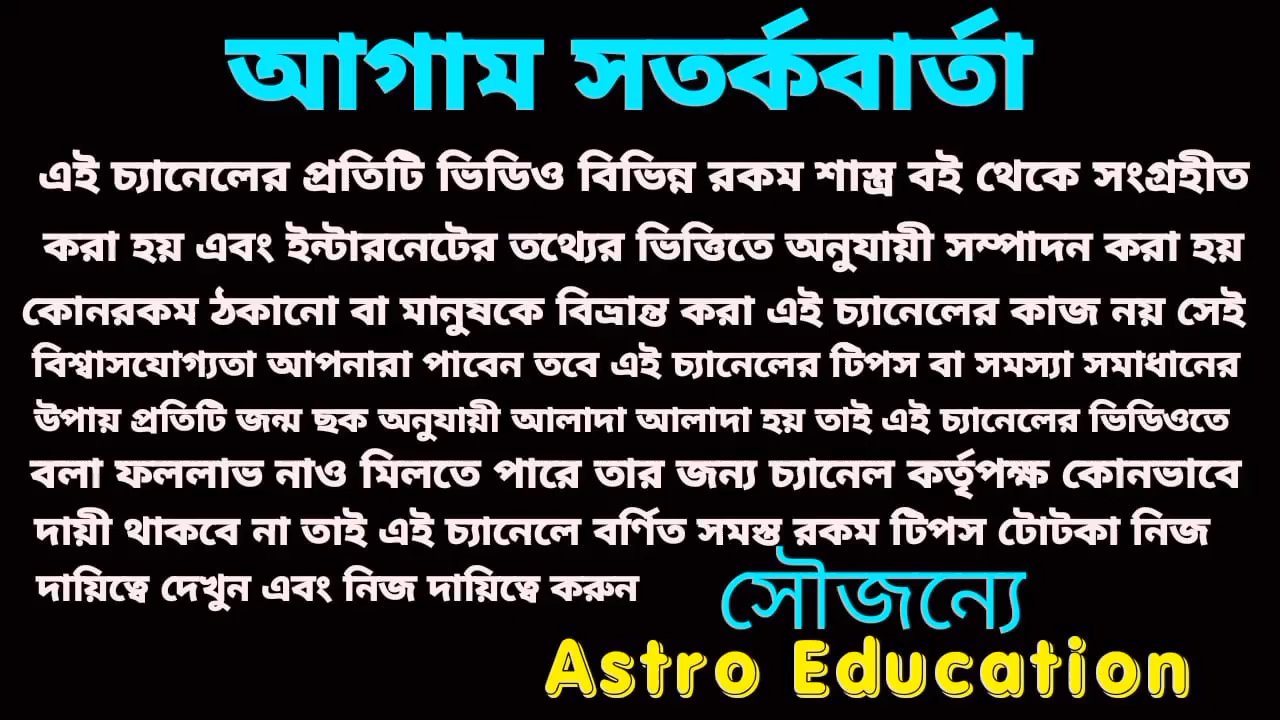 আগাম সতর্কবার্তা
এই চ্যানেলের প্রতিটি ভিডিও বিভিন্ন রকম শাস্ত্র বই থেকে সংগ্রহীত
করা হয় এবং ইন্টারনেটের তথ্যের ভিত্তিতে অনুযায়ী সম্পাদন করা হয়
কোনরকম ঠকানো বা মানুষকে বিভ্রান্ত করা এই চ্যানেলের কাজ নয় সেই
বিশ্বাসযোগ্যতা আপনারা পাবেন তবে এই চ্যানেলের টিপস বা সমস্যা সমাধানের
উপায় প্রতিটি জন্ম ছক অনুযায়ী আলাদা আলাদা হয় তাই এই চ্যানেলের ভিডিওতে
বলা ফললাভ নাও মিলতে পারে তার জন্য চ্যানেল কর্তৃপক্ষ কোনভাবে
দায়ী থাকবে না তাই এই চ্যানেলে বর্ণিত সমস্ত রকম টিপস টোটকা নিজ
দায়িত্বে দেখুন এবং নিজ দায়িত্বে করুন
সৌজন্যে
Astro Education